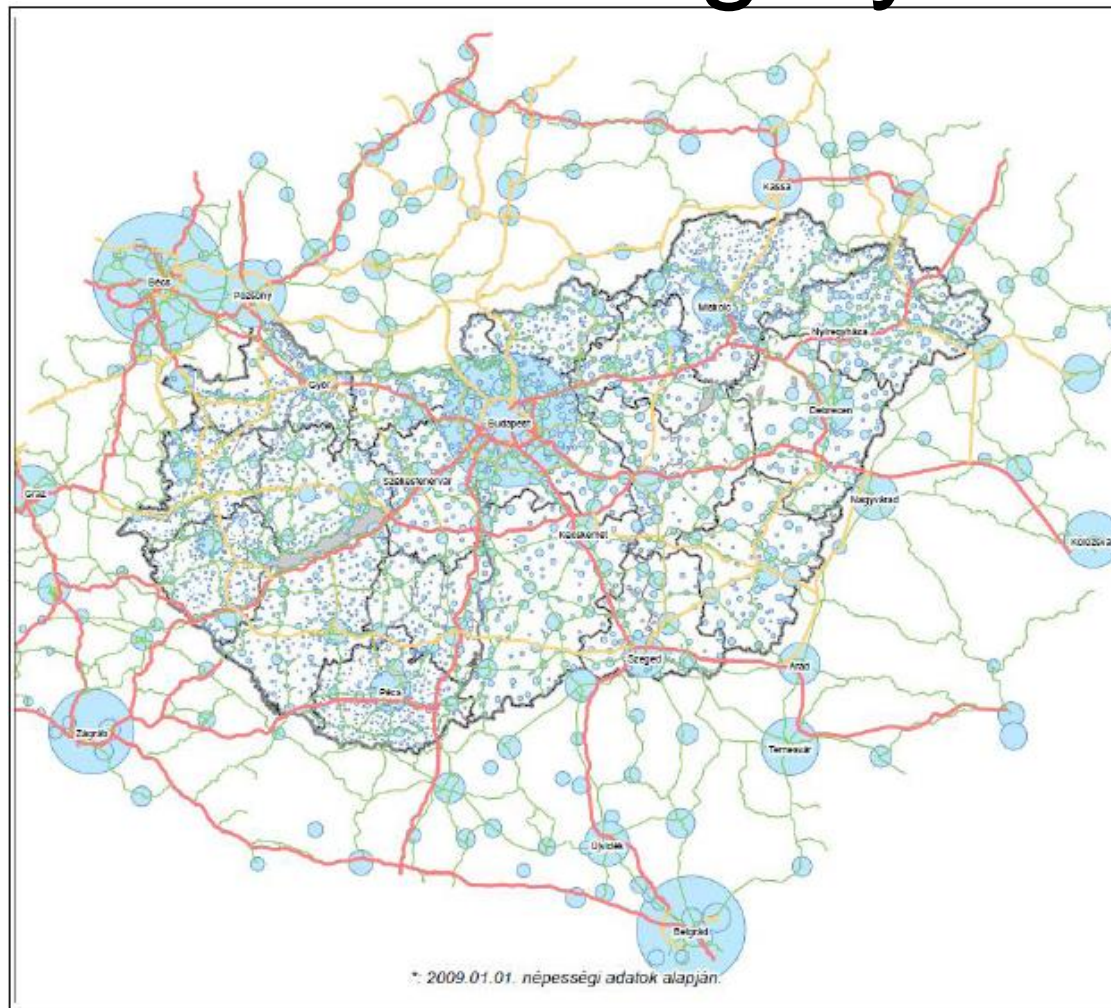 Kassa
Bécs
Pozsony
Miskolc
Nyíregyháza
Győr
Debrecen
Budapest
Székesfehérvár
Graz
Nagyvárad
Kecskemét
Kolozsvá
Szeged
Arad
Pécs
Zágráb
Temesvár
Újvidék
Belgrád
*: 2009.01.01. népességi adatok alapján.